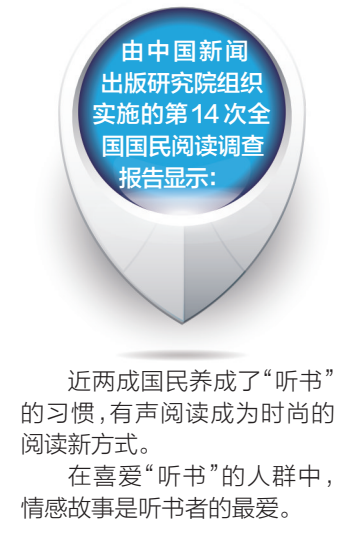 由中国新闻
出版研究院组织
实施的第14次全
国国民阅读调查
报告显示:
近两成国民养成了“听书”
的习惯,有声阅读成为时尚的
阅读新方式。
在喜爱“听书”的人群中,
情感故事是听书者的最爱。